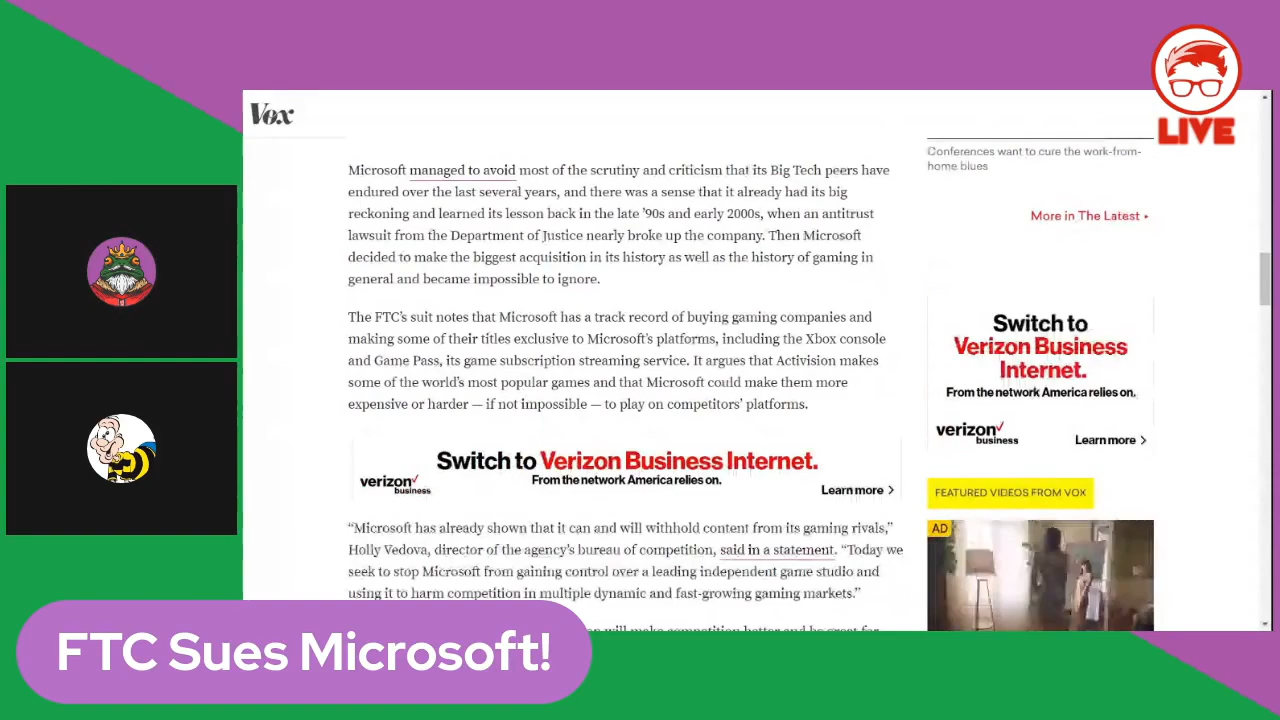 Vox
LIVE
Microsoft managed to avoid most of the scrutiny and criticism that its Big Tech peers have
endured over the last several years, and there was a sense that it already had its big
reckoning and learned its lesson back in the late ’90s and early 2000s, when an antitrust
lawsuit from the Department of Justice nearly broke up the company. Then Microsoft
decided to make the biggest acquisition in its history as well as the history of gaming in
general and became impossible to ignore.
The FTC’s suit notes that Microsoft has a track record of buying gaming companies and
making some of their titles exclusive to Microsoft’s platforms, including the Xbox console
and Game Pass, its game subscription streaming service. It argues that Activision makes
some of the world’s most popular games and that Microsoft could make them more
expensive or harder — if not impossible — to play on competitors’ platforms.
Switch to Verizon Business Internet.
From the network America relies on.
verizon
business
Learn more >
“Microsoft has already shown that it can and will withhold content from its gaming rivals,”
Holly Vedova, director of the agency’s bureau of competition, said in a statement. “Today we
seek to stop Microsoft from gaining control over a leading independent game studio and
using it to harm competition in multiple dynamic and fast-growing gaming markets.”
on will make competition better and be great for
Conferences want to cure the work-from-
home blues
More in The Latest
Switch to
Verizon Business
Internet.
From the network America relies on.
verizon
business
Learn more >
FEATURED VIDEOS FROM VOX
AD
FTC Sues Microsoft!